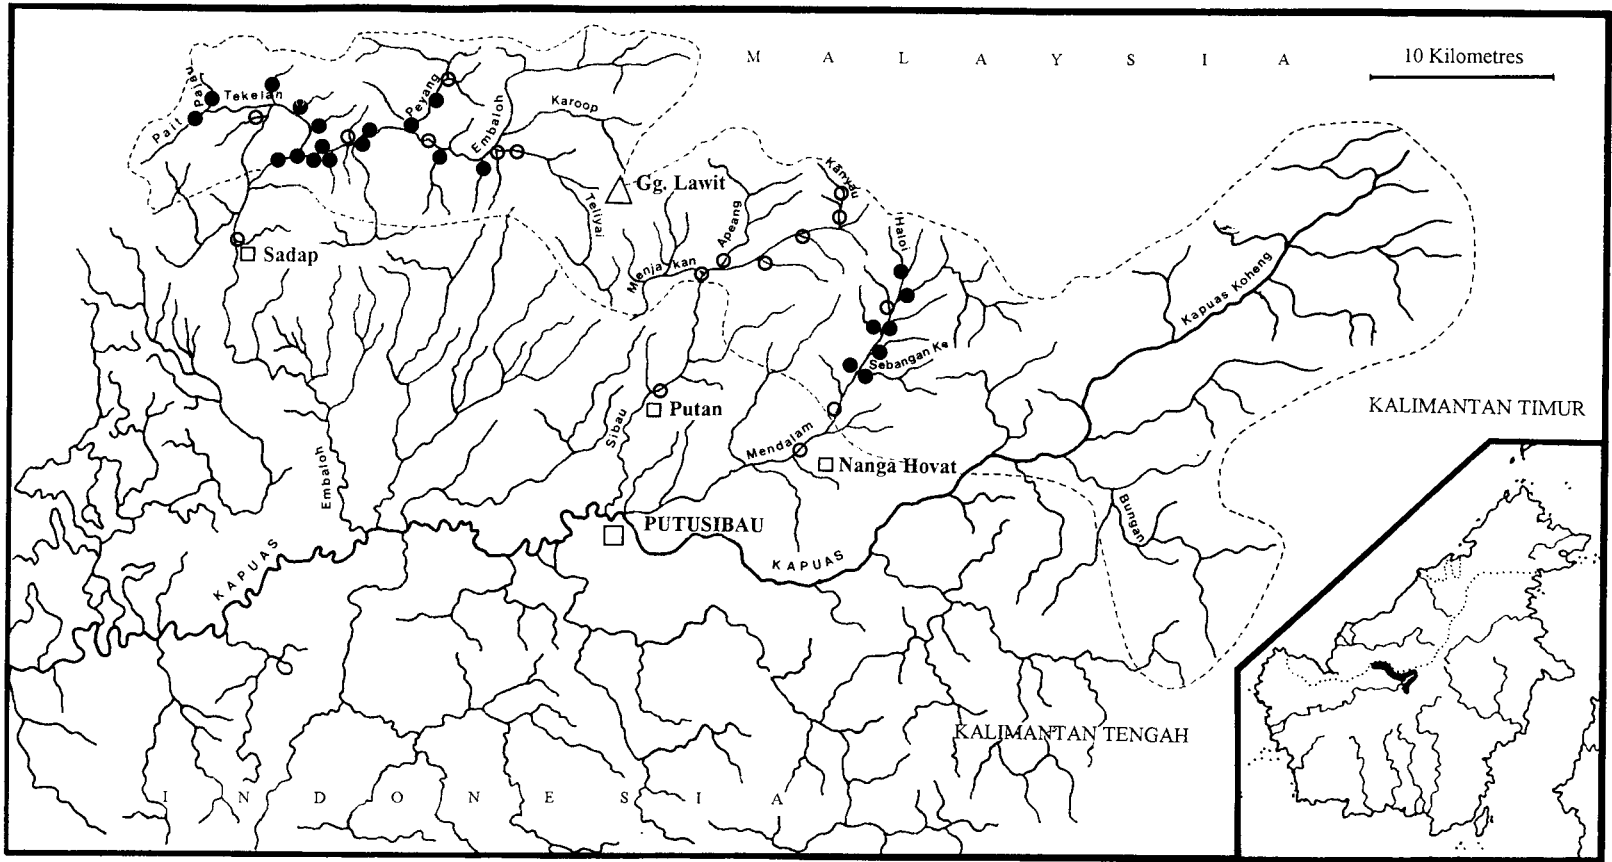 M A L A Y S I A
10 Kilometres
Pait
Tekelan
Peyang
Embaloh
Karoop
Gg. Lawit
Teliyai
Sadap
Menjakan
Apeang
Kanyau
Haloi
Kapuas Koheng
Sebangan Ke
KALIMANTAN TIMUR
Putan
Sibau
Mendalam
Nanga Hovat
Embaloh
Bungan
PUTUSIBAU
KAPUAS
KAPUAS
KALIMANTAN TENGAH
I N D O N E S I A